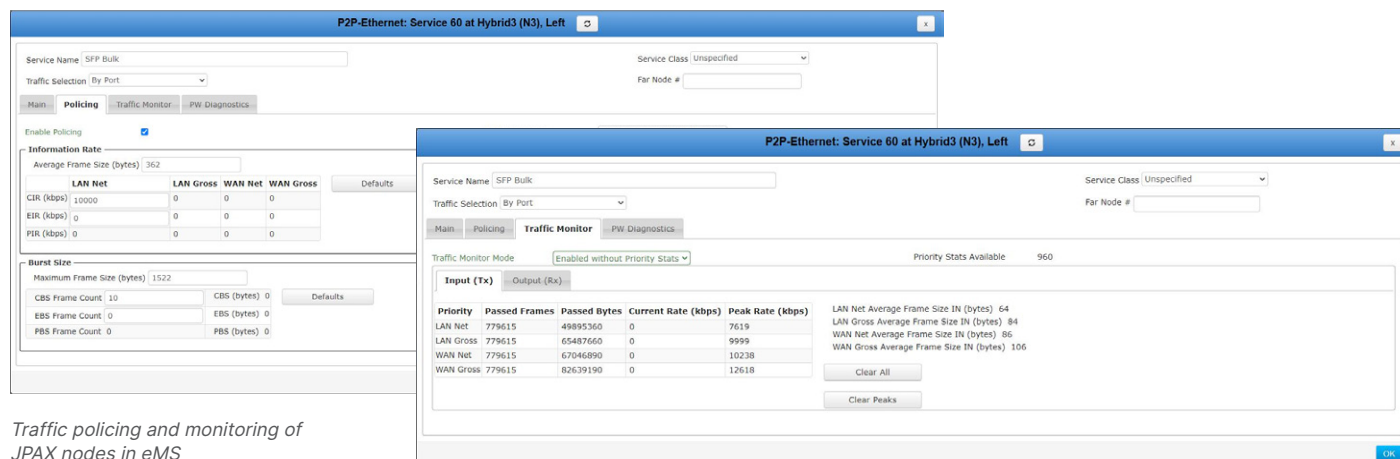 P2P-Ethernet: Service 60 at Hybrid3 (N3), Left
x
Service Name SFP Bulk
Service Class Unspecified
Traffic Selection By Port
Far Node #
Main Policing Traffic Monitor PW Diagnostics
Enable Policing
Information Rate
Average Frame Size (bytes) 362
LAN Net LAN Gross WAN Net WAN Gross
Defaults
CIR (kbps) 10000 0 0 0
EIR (kbps) 0 0 0 0
PIR (kbps) 0 0 0 0
Burst Size
Maximum Frame Size (bytes) 1522
CBS Frame Count 10 CBS (bytes) 0 Defaults
EBS Frame Count 0 EBS (bytes) 0
PBS Frame Count 0 PBS (bytes) 0
P2P-Ethernet: Service 60 at Hybrid3 (N3), Left
x
Service Name SFP Bulk
Service Class Unspecified
Traffic Selection By Port
Far Node #
Main Policing Traffic Monitor PW Diagnostics
Traffic Monitor Mode Enabled without Priority Stats
Priority Stats Available 960
Input (Tx) Output (Rx)
Priority Passed Frames Passed Bytes Current Rate (kbps) Peak Rate (kbps)
LAN Net 779615 49895360 0 7619
LAN Gross 779615 65487660 0 9999
WAN Net 779615 67046890 0 10238
WAN Gross 779615 82639190 0 12618
LAN Net Average Frame Size IN (bytes) 64
LAN Gross Average Frame Size IN (bytes) 84
WAN Net Average Frame Size IN (bytes) 86
WAN Gross Average Frame Size IN (bytes) 106
Clear All
Clear Peaks
OK
Traffic policing and monitoring of
JPAX nodes in eMS